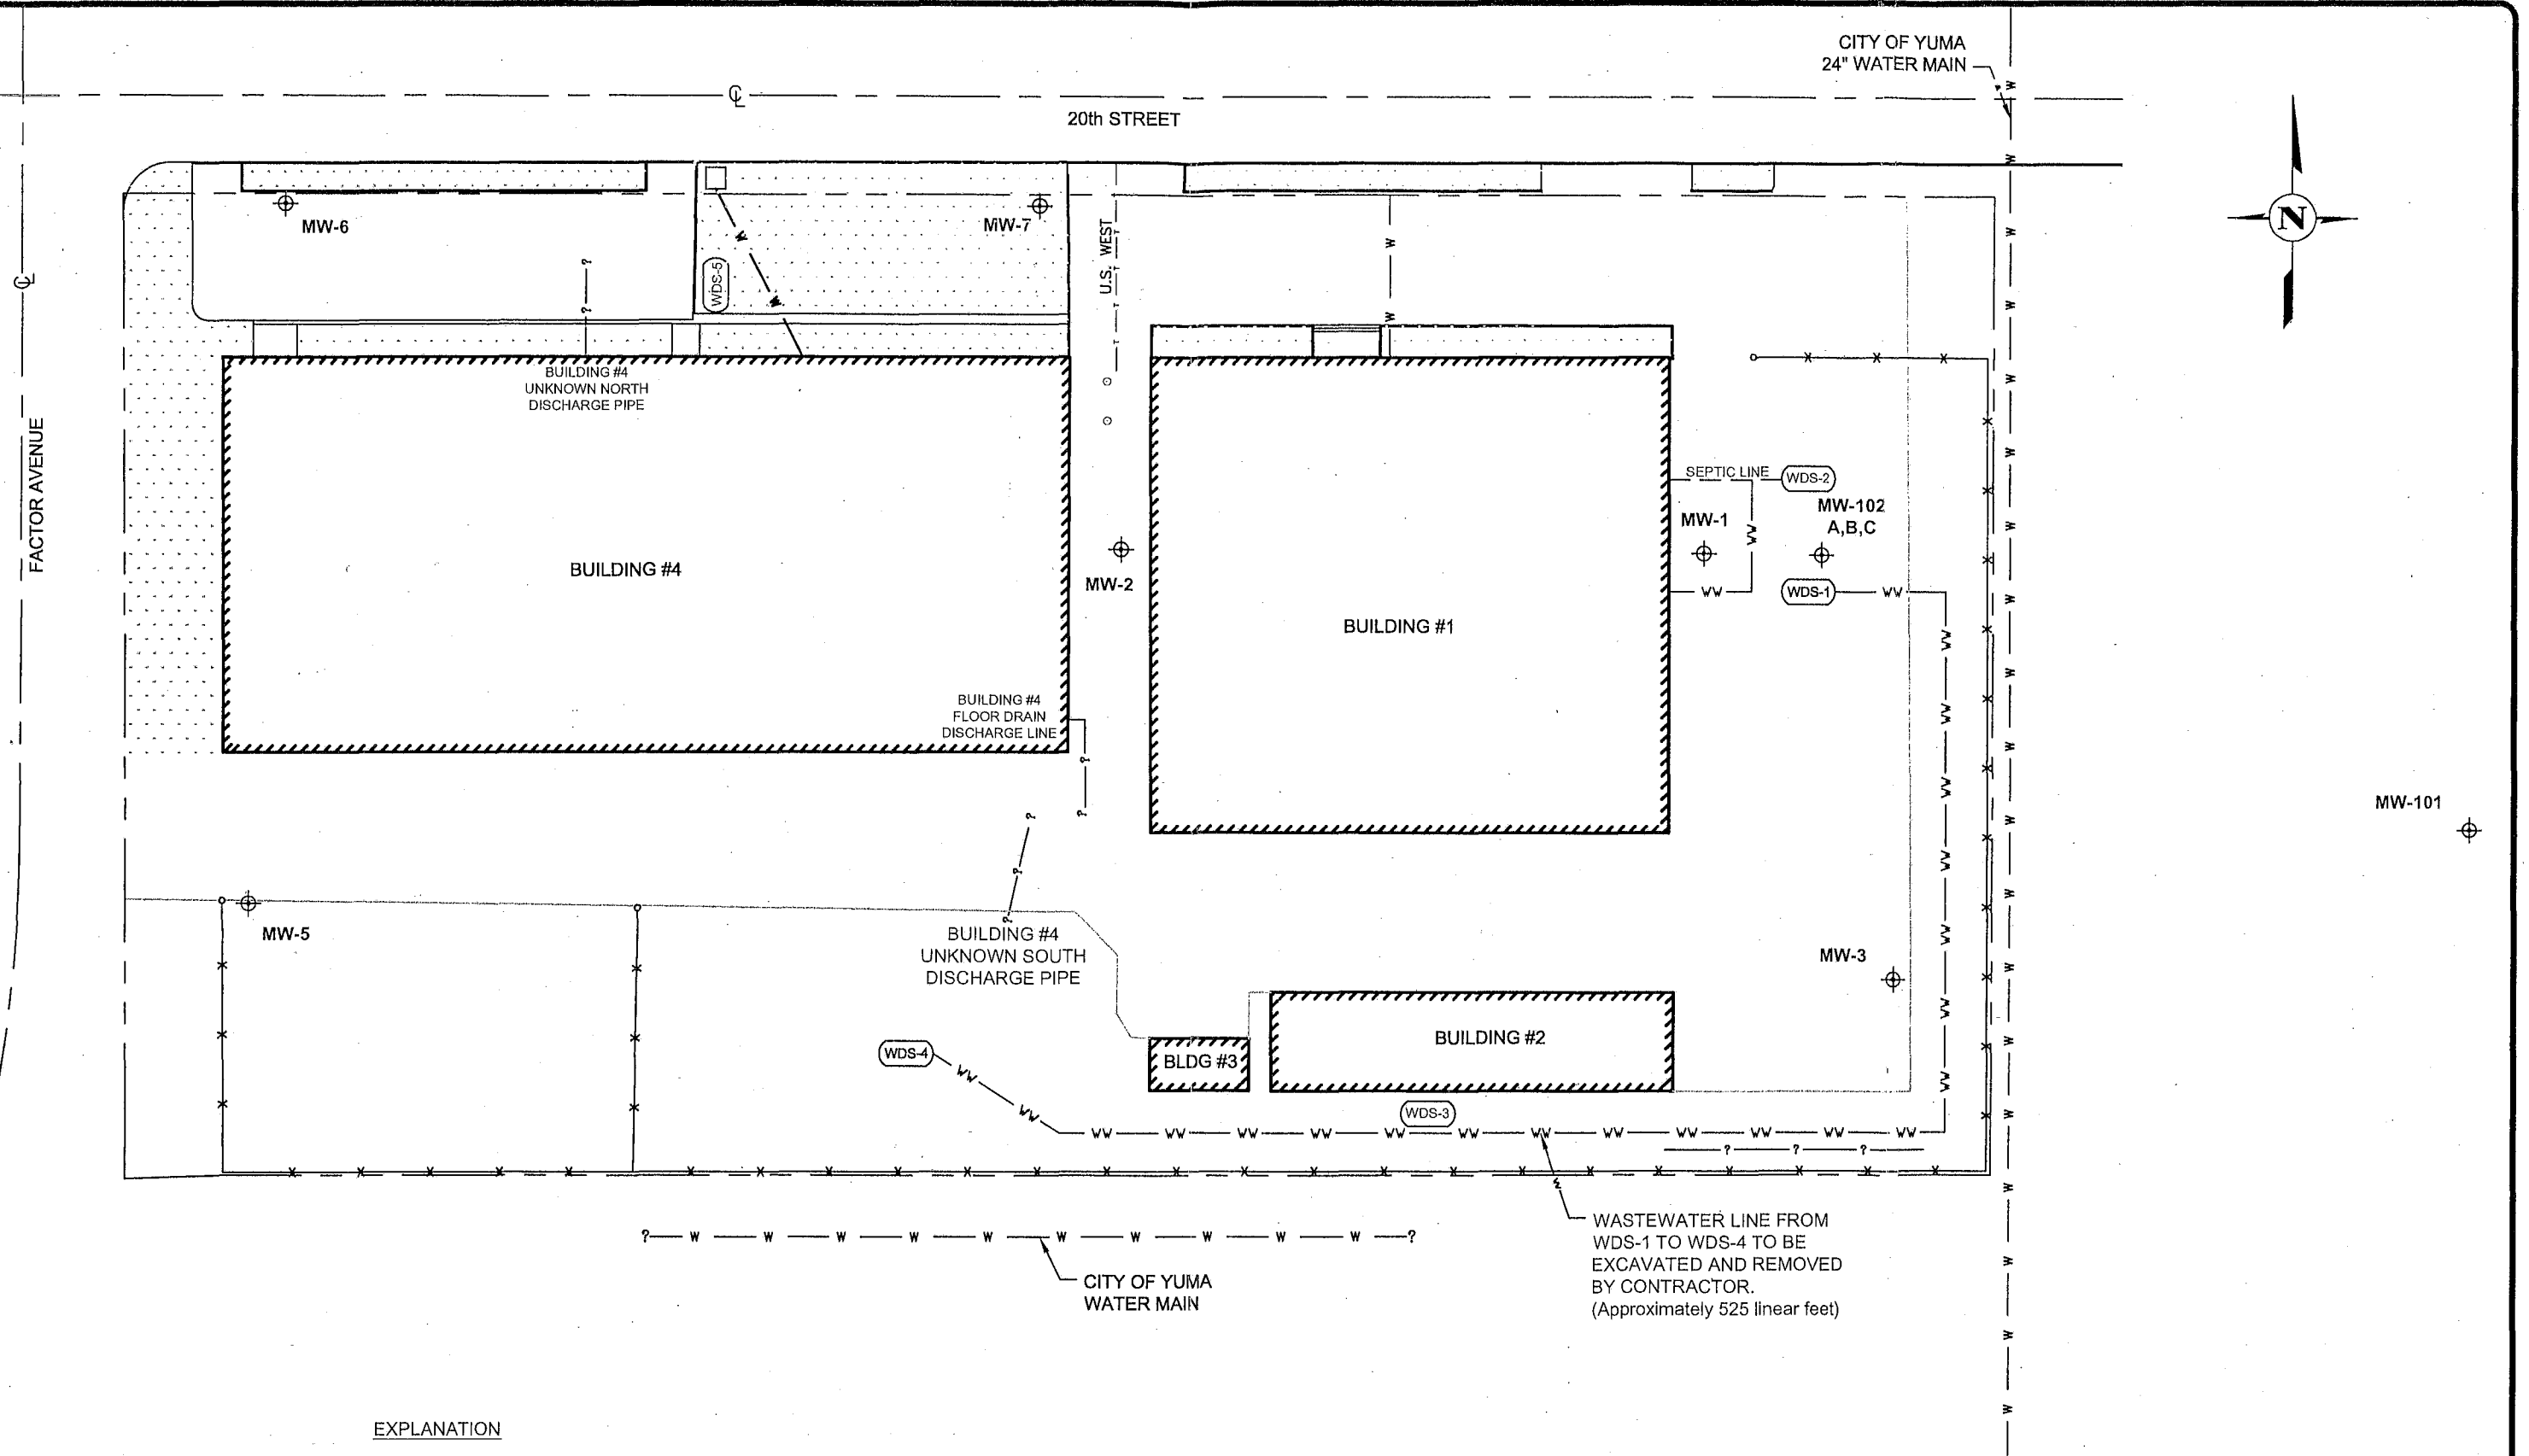 CITY OF YUMA
24" WATER MAIN
20th STREET
MW-6
MW-7
WDS-5
U.S. WEST
N
FACTOR AVENUE
BUILDING #4
UNKNOWN NORTH
DISCHARGE PIPE
SEPTIC LINE
WDS-2
MW-102
A,B,C
MW-1
MW-2
WDS-1
BUILDING #4
BUILDING #1
BUILDING #4
FLOOR DRAIN
DISCHARGE LINE
MW-101
MW-5
BUILDING #4
UNKNOWN SOUTH
DISCHARGE PIPE
MW-3
WDS-4
BLDG #3
BUILDING #2
WDS-3
WASTEWATER LINE FROM
WDS-1 TO WDS-4 TO BE
EXCAVATED AND REMOVED
BY CONTRACTOR.
(Approximately 525 linear feet)
CITY OF YUMA
WATER MAIN
EXPLANATION